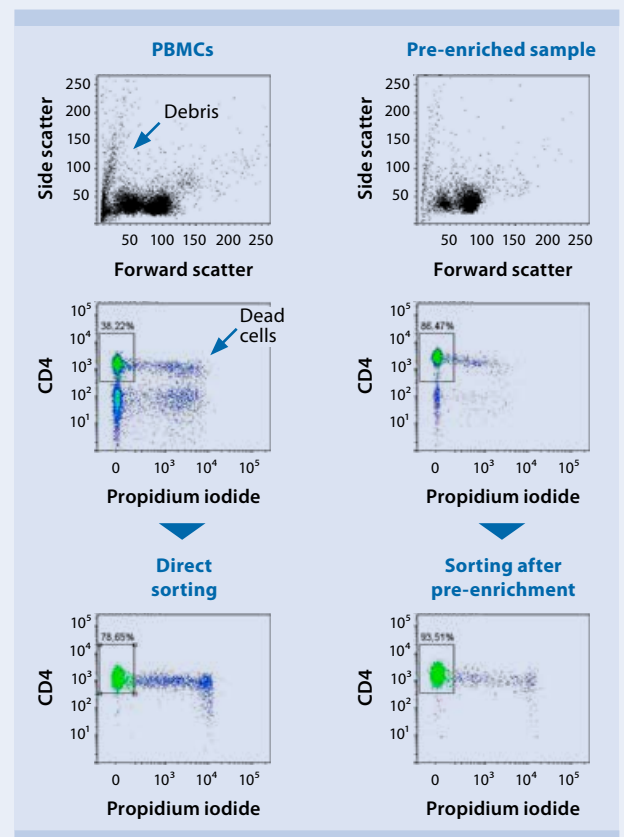 PBMCs
Pre-enriched sample
Side scatter
250
200
150
100
50
Debris
50 100 150 200 250
Forward scatter
Side scatter
250
200
150
100
50
50 100 150 200 250
Forward scatter
CD4
10⁵
10⁴
10³
10²
10¹
38,22%
Dead
cells
0 10³ 10⁴ 10⁵
Propidium iodide
CD4
10⁵
10⁴
10³
10²
10¹
86,47%
0 10³ 10⁴ 10⁵
Propidium iodide
Direct
sorting
Sorting after
pre-enrichment
CD4
10⁵
10⁴
10³
10²
10¹
78,65%
0 10³ 10⁴ 10⁵
Propidium iodide
CD4
10⁵
10⁴
10³
10²
10¹
93,51%
0 10³ 10⁴ 10⁵
Propidium iodide